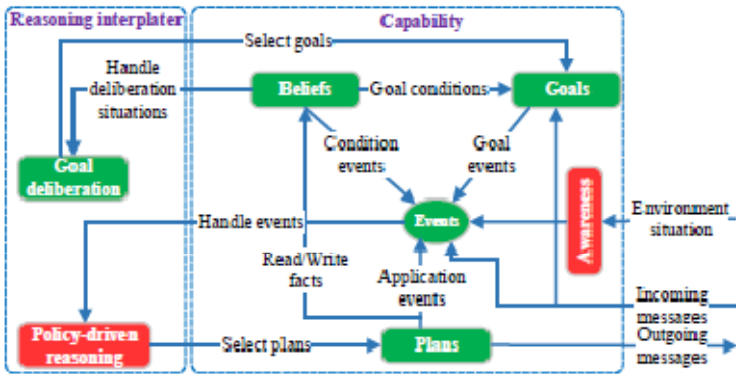 Reasoning interplater
Capability
Select goals
Handle
deliberation
situations
Beliefs
Goal conditions
Goals
Condition
events
Goal
events
Goal
deliberation
Awareness
Environment
situation
Handle events
Events
Read/Write
facts
Application
events
Incoming
messages
Policy-driven
reasoning
Select plans
Plans
Outgoing
messages